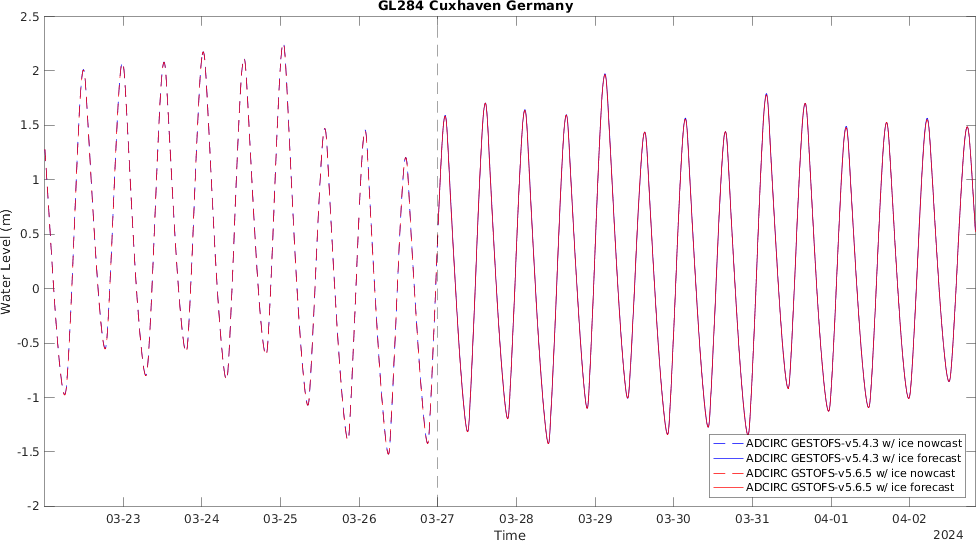 GL284 Cuxhaven Germany
2.5
2
1.5
1
0.5
0
-0.5
-1
-1.5
-2
Water Level (m)
ADCIRC GESTOFS-v5.4.3 w/ ice nowcast
ADCIRC GESTOFS-v5.4.3 w/ ice forecast
ADCIRC GSTOFS-v5.6.5 w/ ice nowcast
ADCIRC GSTOFS-v5.6.5 w/ ice forecast
03-23 03-24 03-25 03-26 03-27 03-28 03-29 03-30 03-31 04-01 04-02
Time
2024